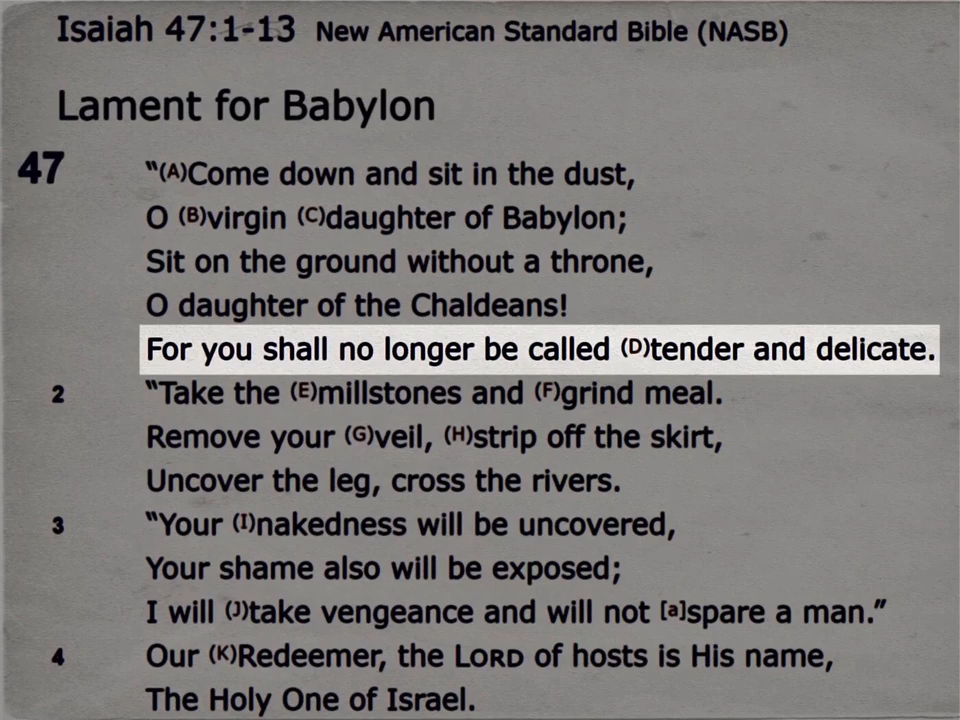 Isaiah 47:1-13 New American Standard Bible (NASB)
Lament for Babylon
47 "(A)Come down and sit in the dust,
O (B)virgin (C)daughter of Babylon;
Sit on the ground without a throne,
O daughter of the Chaldeans!
For you shall no longer be called (D)tender and delicate.
2 "Take the (E)millstones and (F)grind meal.
Remove your (G)veil, (H)strip off the skirt,
Uncover the leg, cross the rivers.
3 "Your (I)nakedness will be uncovered,
Your shame also will be exposed;
I will (J)take vengeance and will not [a]spare a man.”
4 Our (K)Redeemer, the LORD of hosts is His name,
The Holy One of Israel.